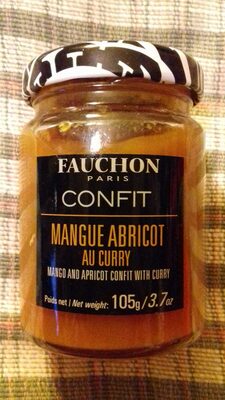 FAUCHON
PARIS
CONFIT
MANGUE ABRICOT
AU CURRY
MANGO AND APRICOT CONFIT WITH CURRY
Poids net / Net weight: 105g / 3.7oz